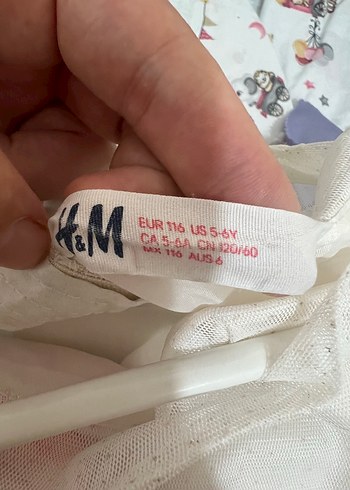 H&M
EUR 116 US 5-6Y
CA 5-6A CN 120/60
MX 116 AUS 6